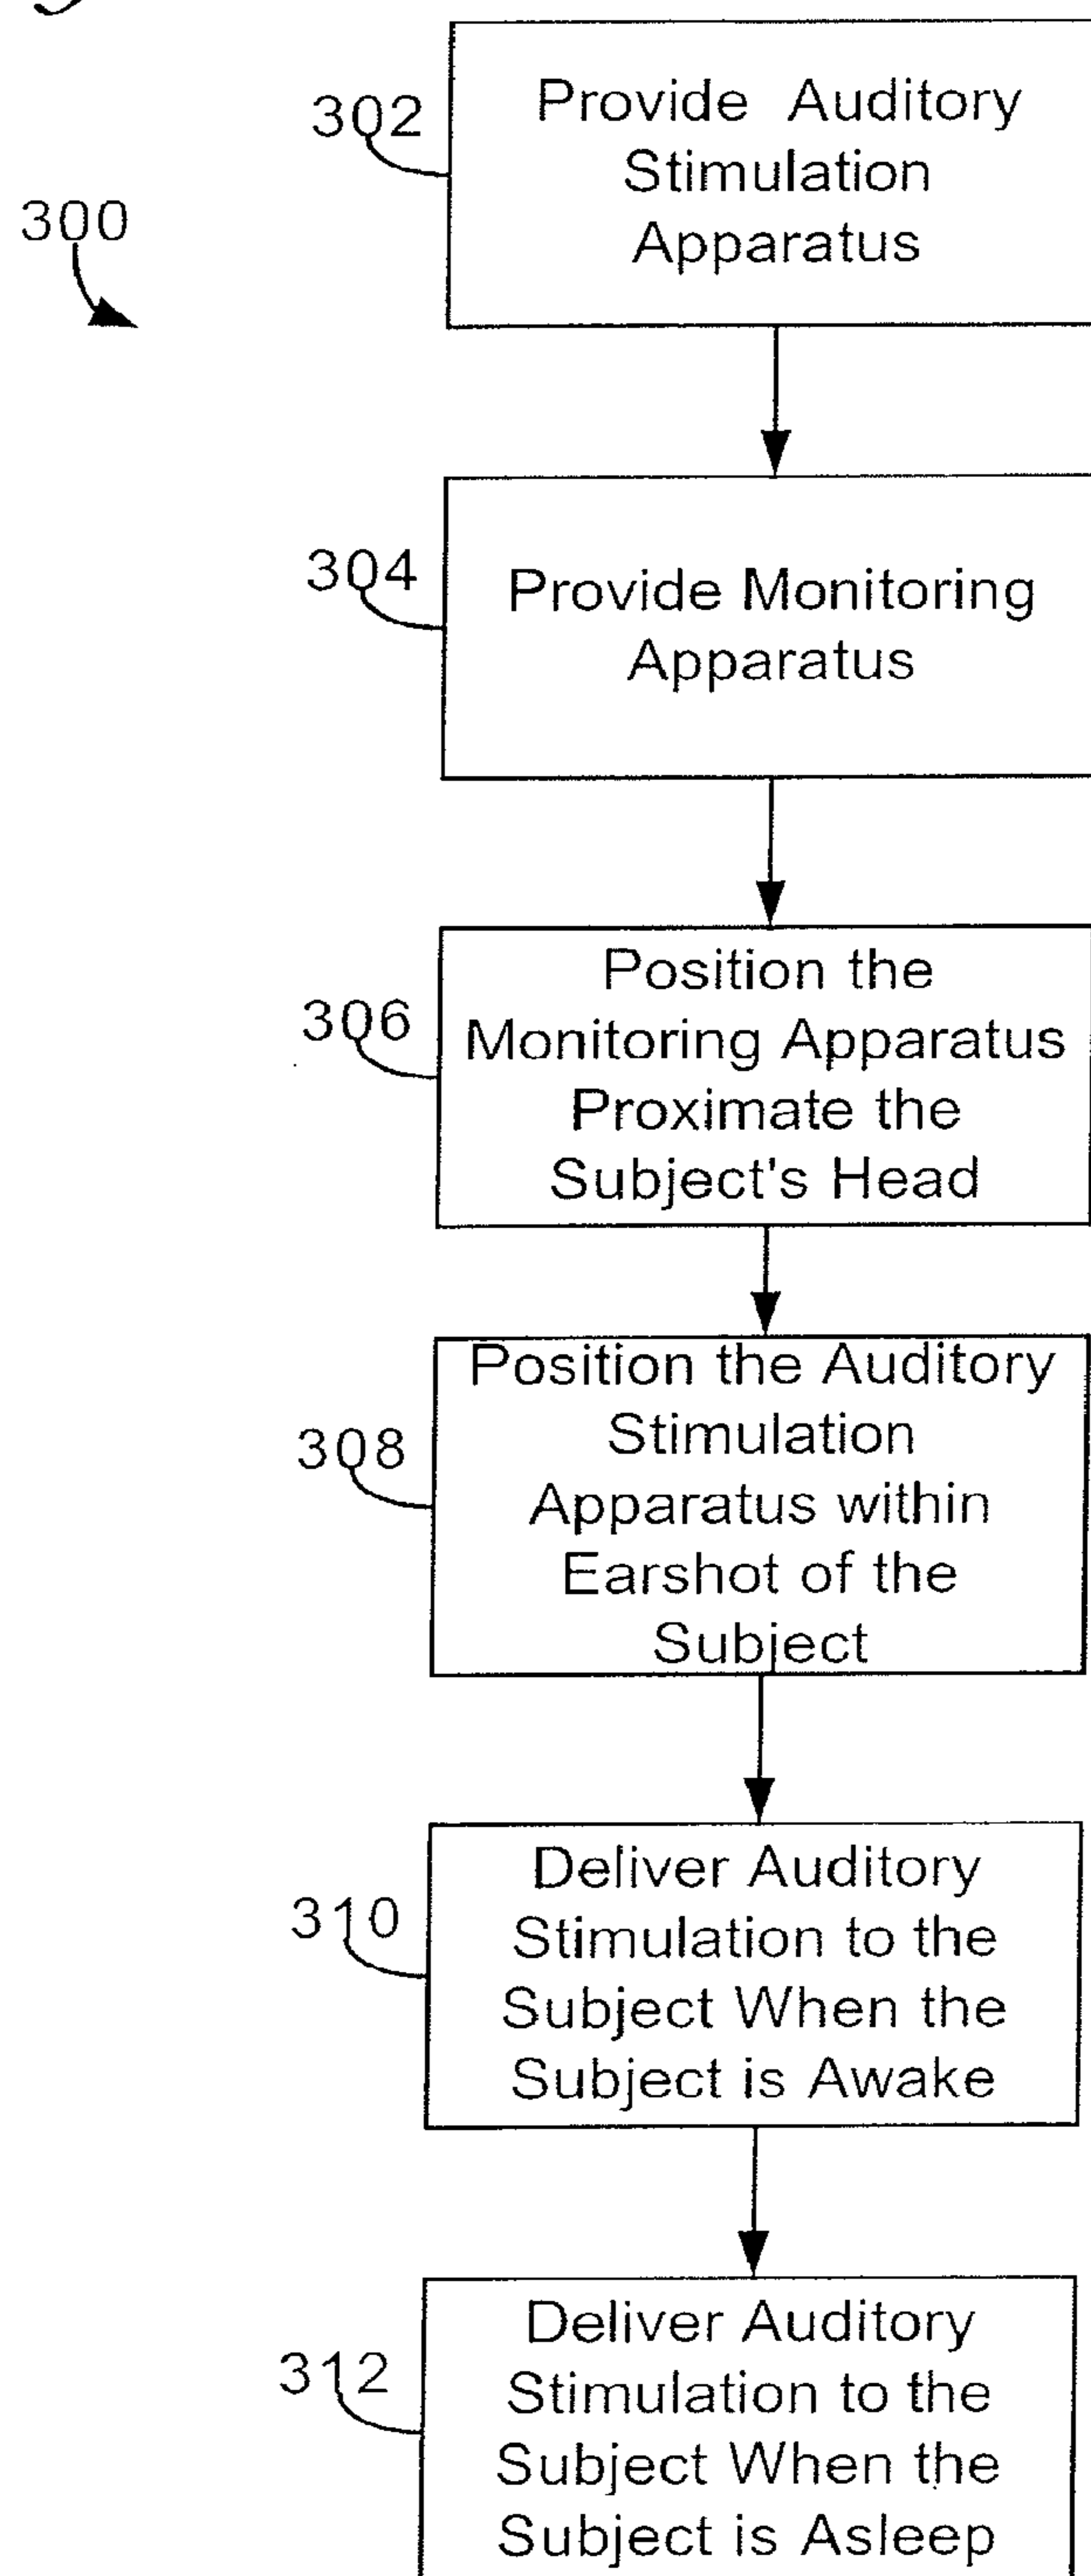 302
Provide Auditory
Stimulation
Apparatus
300
304
Provide Monitoring
Apparatus
306
Position the
Monitoring Apparatus
Proximate the
Subject's Head
308
Position the Auditory
Stimulation
Apparatus within
Earshot of the
Subject
310
Deliver Auditory
Stimulation to the
Subject When the
Subject is Awake
312
Deliver Auditory
Stimulation to the
Subject When the
Subject is Asleep